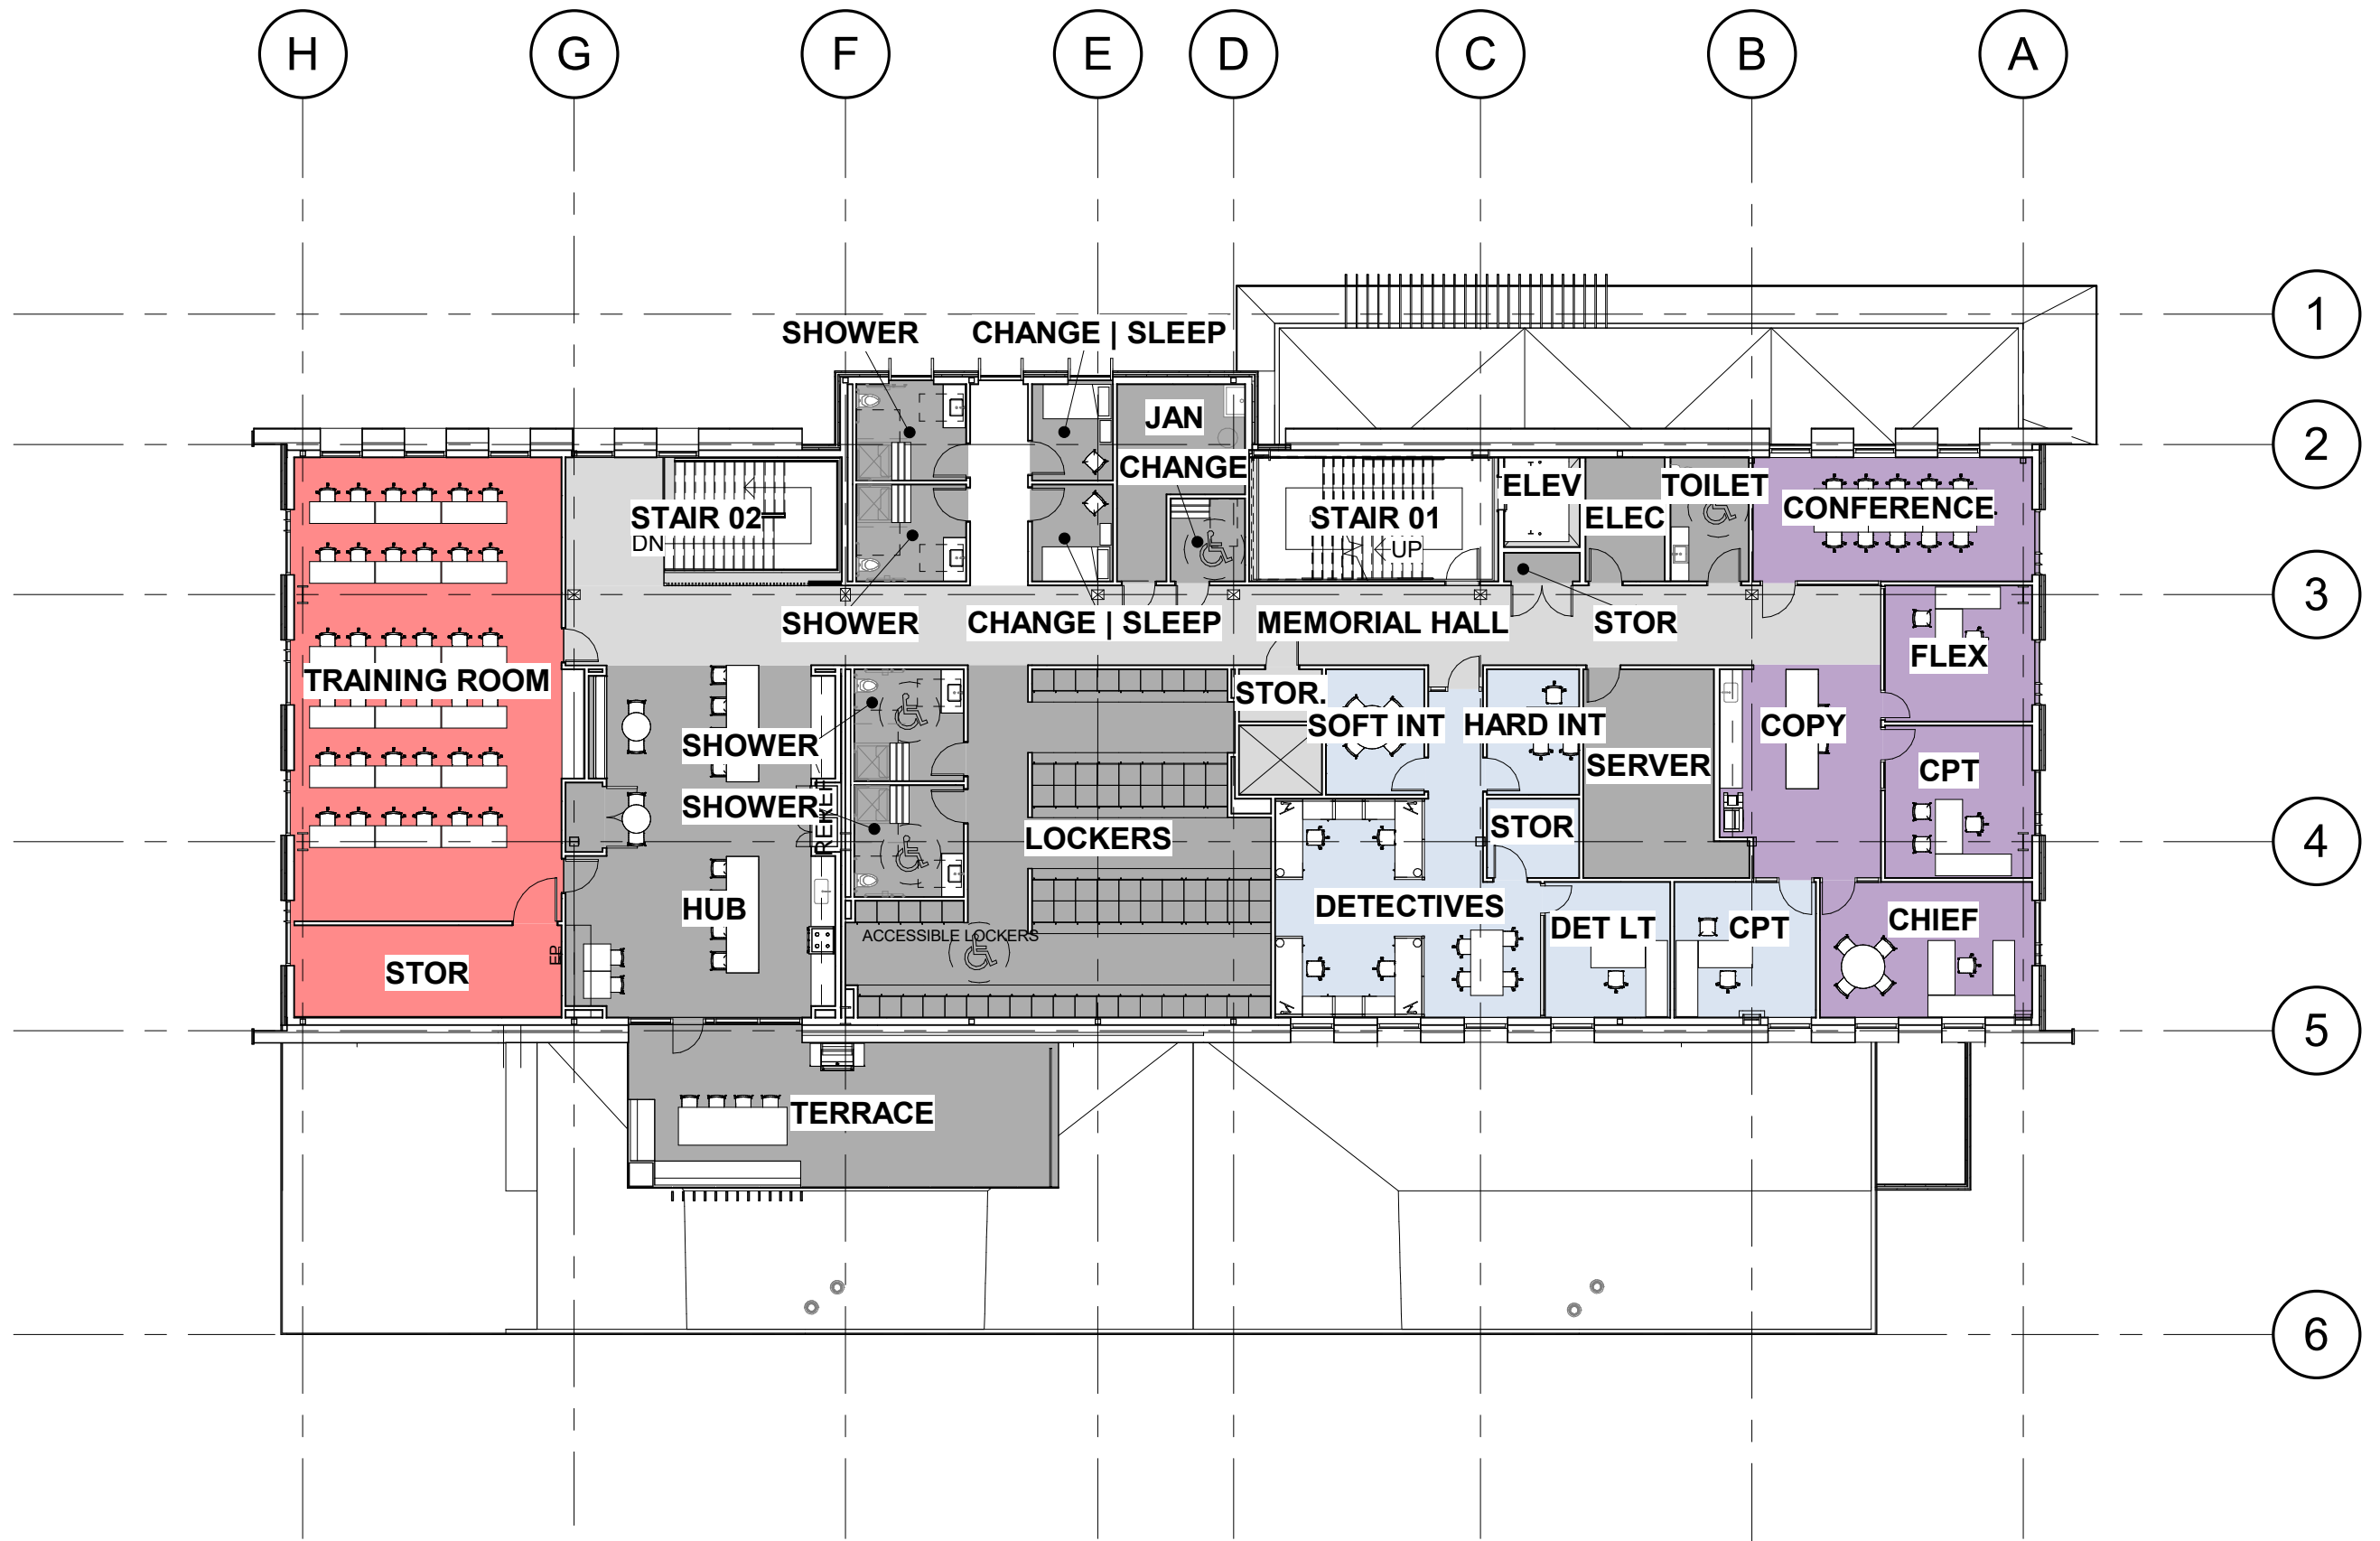 H G F E D C B A
1
SHOWER CHANGE | SLEEP
JAN
2
CHANGE
ELEV TOILET
CONFERENCE
STAIR 02 STAIR 01 ELEC
DN UP
3
SHOWER CHANGE | SLEEP MEMORIAL HALL STOR
FLEX
TRAINING ROOM STOR.
SOFT INT HARD INT COPY
SHOWER
SERVER CPT
SHOWER
STOR
LOCKERS
4
HUB DETECTIVES
CHIEF
DET LT CPT
ACCESSIBLE LOCKERS
STOR
5
TERRACE
6